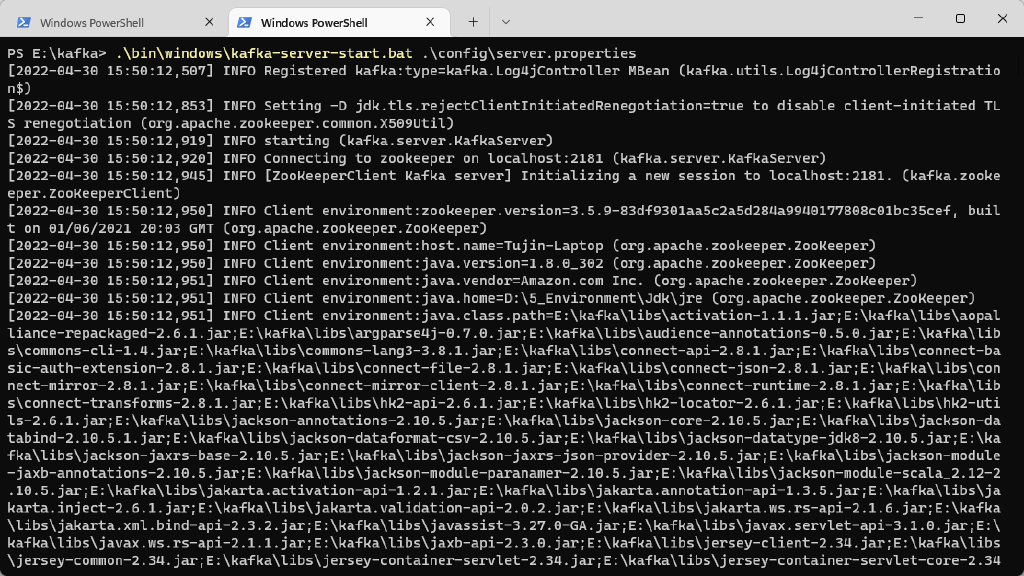 Windows PowerShell
Windows PowerShell
PS E:\kafka> .\bin\windows\kafka-server-start.bat .\config\server.properties
[2022-04-30 15:50:12,507] INFO Registered kafka:type=kafka.Log4jController MBean (kafka.utils.Log4jControllerRegistratio
n$)
[2022-04-30 15:50:12,853] INFO Setting -D jdk.tls.rejectClientInitiatedRenegotiation=true to disable client-initiated TL
S renegotiation (org.apache.zookeeper.common.X509Util)
[2022-04-30 15:50:12,919] INFO starting (kafka.server.KafkaServer)
[2022-04-30 15:50:12,920] INFO Connecting to zookeeper on localhost:2181 (kafka.server.KafkaServer)
[2022-04-30 15:50:12,945] INFO [ZooKeeperClient Kafka server] Initializing a new session to localhost:2181. (kafka.zooke
eper.ZooKeeperClient)
[2022-04-30 15:50:12,950] INFO Client environment:zookeeper.version=3.5.9-83df9301aa5c2a5d284a9940177808c01bc35cef, buil
t on 01/06/2021 20:03 GMT (org.apache.zookeeper.ZooKeeper)
[2022-04-30 15:50:12,950] INFO Client environment:host.name=Tujin-Laptop (org.apache.zookeeper.ZooKeeper)
[2022-04-30 15:50:12,950] INFO Client environment:java.version=1.8.0_302 (org.apache.zookeeper.ZooKeeper)
[2022-04-30 15:50:12,951] INFO Client environment:java.vendor=Amazon.com Inc. (org.apache.zookeeper.ZooKeeper)
[2022-04-30 15:50:12,951] INFO Client environment:java.home=D:\5_Environment\Jdk\jre (org.apache.zookeeper.ZooKeeper)
[2022-04-30 15:50:12,951] INFO Client environment:java.class.path=E:\kafka\libs\activation-1.1.1.jar;E:\kafka\libs\aopal
liance-repackaged-2.6.1.jar;E:\kafka\libs\argparse4j-0.7.0.jar;E:\kafka\libs\audience-annotations-0.5.0.jar;E:\kafka\lib
s\commons-cli-1.4.jar;E:\kafka\libs\commons-lang3-3.8.1.jar;E:\kafka\libs\connect-api-2.8.1.jar;E:\kafka\libs\connect-ba
sic-auth-extension-2.8.1.jar;E:\kafka\libs\connect-file-2.8.1.jar;E:\kafka\libs\connect-json-2.8.1.jar;E:\kafka\libs\con
nect-mirror-2.8.1.jar;E:\kafka\libs\connect-mirror-client-2.8.1.jar;E:\kafka\libs\connect-runtime-2.8.1.jar;E:\kafka\lib
s\connect-transforms-2.8.1.jar;E:\kafka\libs\hk2-api-2.6.1.jar;E:\kafka\libs\hk2-locator-2.6.1.jar;E:\kafka\libs\hk2-uti
ls-2.6.1.jar;E:\kafka\libs\jackson-annotations-2.10.5.jar;E:\kafka\libs\jackson-core-2.10.5.jar;E:\kafka\libs\jackson-da
tabind-2.10.5.1.jar;E:\kafka\libs\jackson-dataformat-csv-2.10.5.jar;E:\kafka\libs\jackson-datatype-jdk8-2.10.5.jar;E:\ka
fka\libs\jackson-jaxrs-base-2.10.5.jar;E:\kafka\libs\jackson-jaxrs-json-provider-2.10.5.jar;E:\kafka\libs\jackson-module
-jaxb-annotations-2.10.5.jar;E:\kafka\libs\jackson-module-paranamer-2.10.5.jar;E:\kafka\libs\jackson-module-scala_2.12-2
.10.5.jar;E:\kafka\libs\jakarta.activation-api-1.2.1.jar;E:\kafka\libs\jakarta.annotation-api-1.3.5.jar;E:\kafka\libs\ja
karta.inject-2.6.1.jar;E:\kafka\libs\jakarta.validation-api-2.0.2.jar;E:\kafka\libs\jakarta.ws.rs-api-2.1.6.jar;E:\kafka
\libs\jakarta.xml.bind-api-2.3.2.jar;E:\kafka\libs\javassist-3.27.0-GA.jar;E:\kafka\libs\javax.servlet-api-3.1.0.jar;E:\
kafka\libs\javax.ws.rs-api-2.1.1.jar;E:\kafka\libs\jaxb-api-2.3.0.jar;E:\kafka\libs\jersey-client-2.34.jar;E:\kafka\libs
\jersey-common-2.34.jar;E:\kafka\libs\jersey-container-servlet-2.34.jar;E:\kafka\libs\jersey-container-servlet-core-2.34